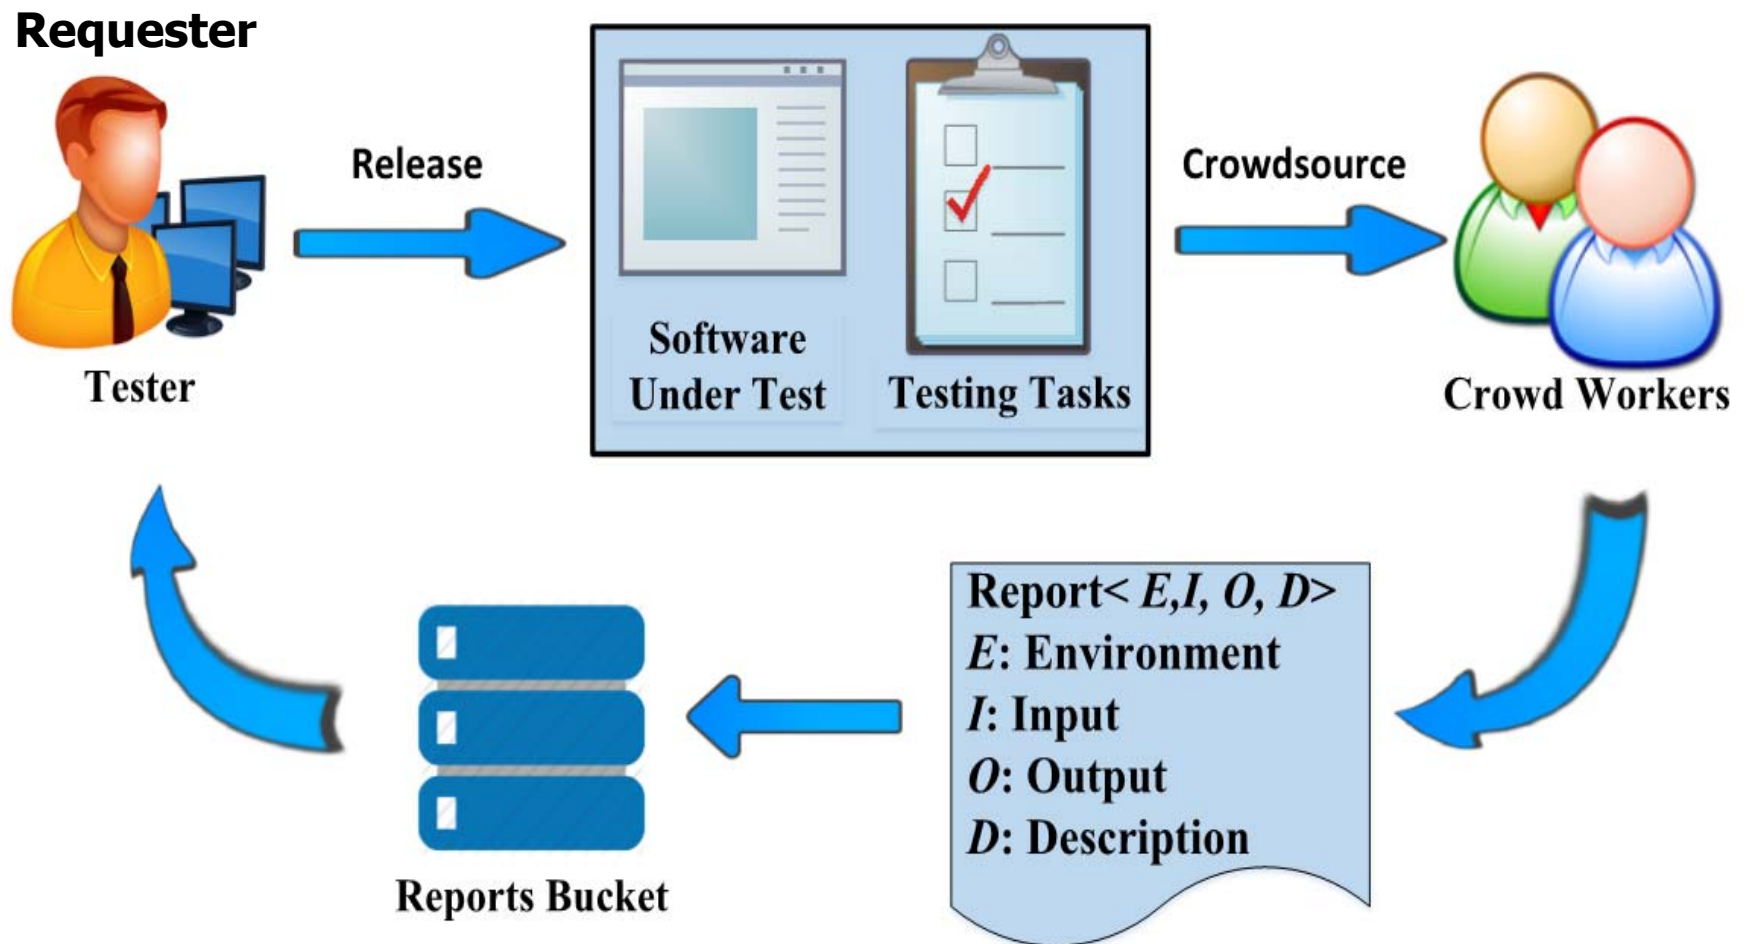 Requester
Release
Crowdsource
Tester
Software
Under Test
Testing Tasks
Crowd Workers
Report< E,I, O, D>
E: Environment
I: Input
O: Output
D: Description
Reports Bucket